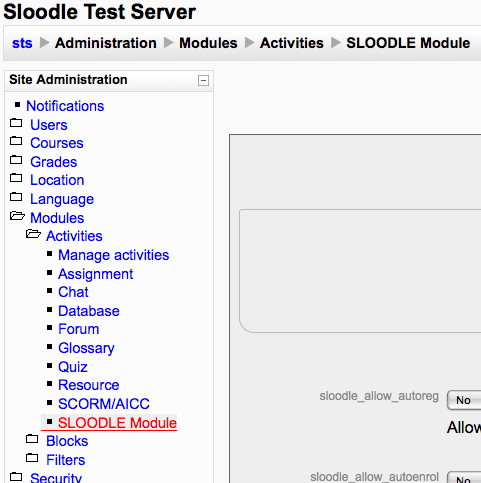 Sloodle Test Server
sts Administration Modules Activities SLOODLE Module
Site Administration
Notifications
Users
Courses
Grades
Location
Language
Modules
Activities
Manage activities
Assignment
Chat
Database
Forum
Glossary
Quiz
Resource
SCORM/AICC
SLOODLE Module
Blocks
Filters
Security
sloodle_allow_autoreg No
Allow
sloodle_allow_autoenrol No